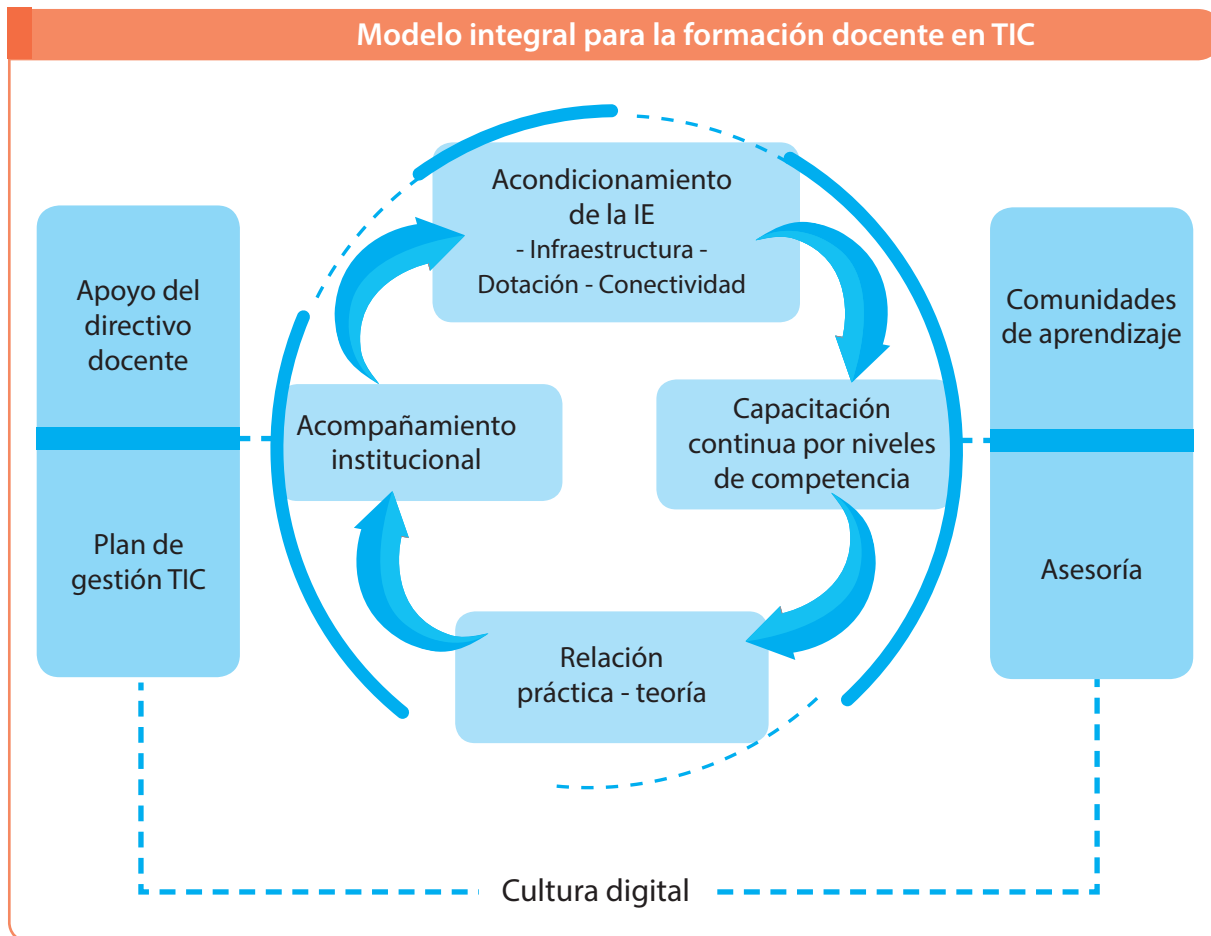 Modelo integral para la formación docente en TIC
Acondicionamiento
de la IE
- Infraestructura -
Dotación - Conectividad
Apoyo del
directivo
docente
Plan de
gestión TIC
Acompañamiento
institucional
Capacitación
continua por niveles
de competencia
Relación
práctica - teoría
Comunidades
de aprendizaje
Asesoría
Cultura digital